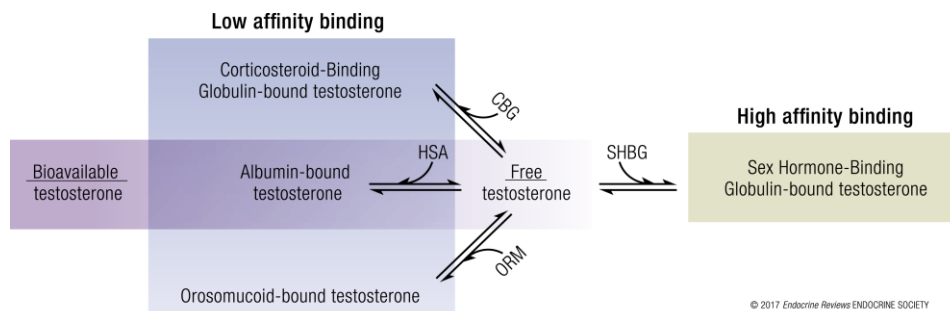 Low affinity binding
Corticosteroid-Binding
Globulin-bound testosterone
CBG
High affinity binding
Bioavailable
testosterone
Albumin-bound
testosterone
HSA
Free
testosterone
SHBG
Sex Hormone-Binding
Globulin-bound testosterone
ORM
Orosomucoid-bound testosterone
© 2017 Endocrine Reviews ENDOCRINE SOCIETY